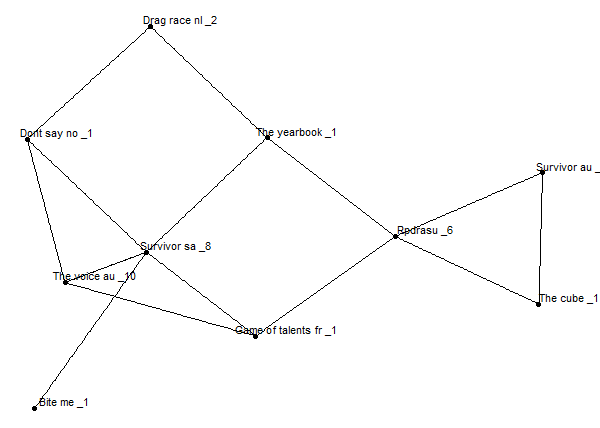 Drag race nl _2
Dont say no _1
The yearbook _1
Survivor au _
Rpdrasu _6
Survivor sa _8
The voice au _10
The cube _1
Game of talents fr _1
Bite me _1